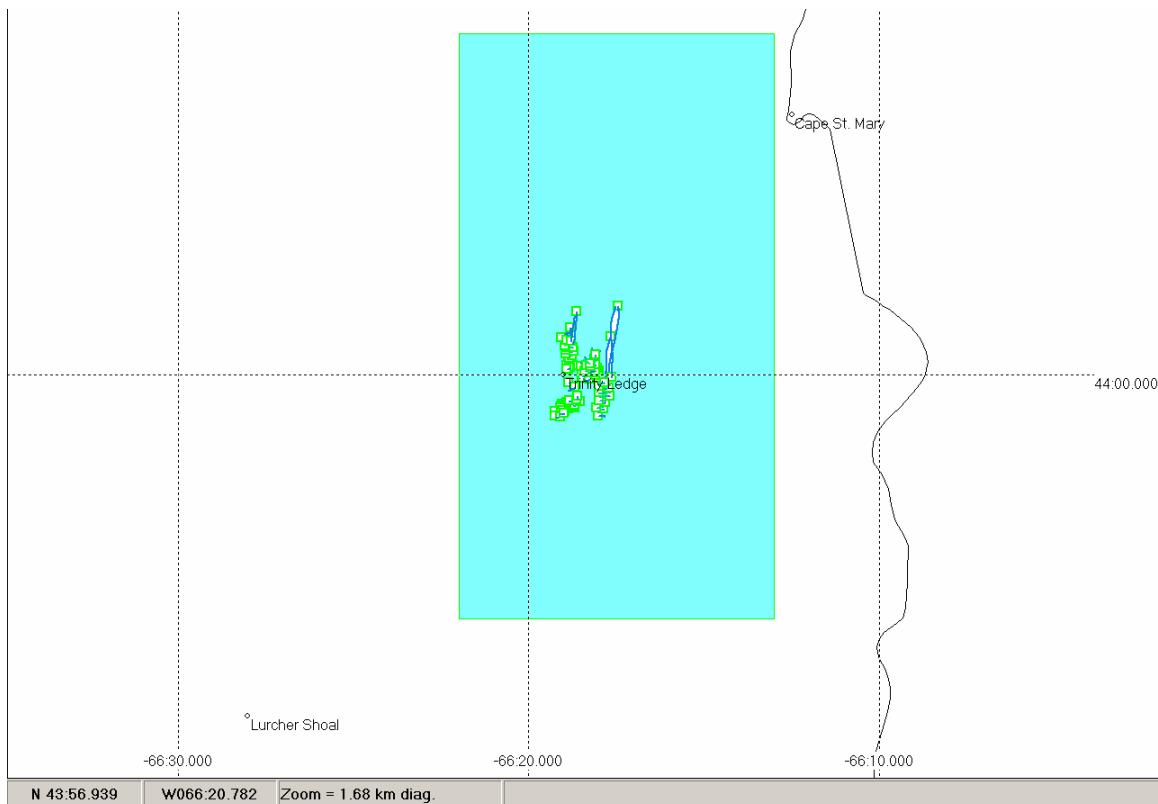 Cape St. Mary
44:00.000
Trinity Ledge
Lurcher Shoal
-66:30.000
-66:20.000
-66:10.000
N 43:56.939
W066:20.782
Zoom = 1.68 km diag.